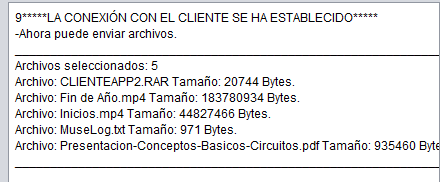 9*****LA CONEXIÓN CON EL CLIENTE SE HA ESTABLECIDO*****
-Ahora puede enviar archivos.
Archivos seleccionados: 5
Archivo: CLIENTEAPP2.RAR Tamaño: 20744 Bytes.
Archivo: Fin de Año.mp4 Tamaño: 183780934 Bytes.
Archivo: Inicios.mp4 Tamaño: 44827466 Bytes.
Archivo: MuseLog.txt Tamaño: 971 Bytes.
Archivo: Presentacion-Conceptos-Basicos-Circuitos.pdf Tamaño: 935460 Byte